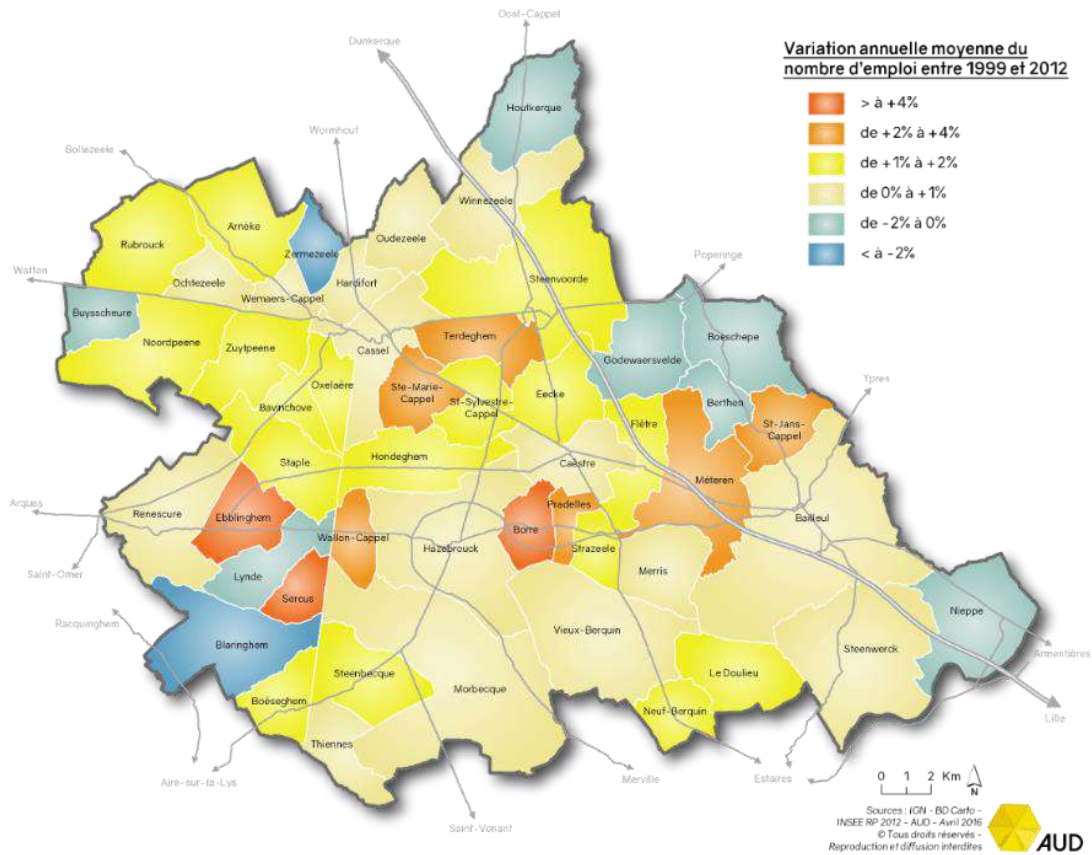 Oost-Cappel
Dunkerque
Variation annuelle moyenne du
nombre d'emploi entre 1999 et 2012
> à +4%
de +2% à +4%
de +1% à +2%
de 0% à +1%
de -2% à 0%
< à -2%
Houtkerque
Wormhout
Bollezeele
Winnezeele
Arnèke
Oudezeele
Rubrouck
Zermezeele
Poperenge
Watten
Ochtezeele
Hardifort
Steenvoorde
Wemaers-Cappel
Buysscheure
Terdeghem
Boeschepe
Noordpeene
Zuytpeene
Cassel
Godewaersvelde
Ypres
Oxelaëre
Ste-Marie-
Cappel
St-Sylvestre-
Cappel
Eecke
Berthen
Bavinchove
Flêtre
St-Jans-
Cappel
Hondeghem
Staple
Caestre
Méteren
Arques
Renescure
Ebblinghem
Pradelles
Bailleul
Borre
Wallon-Cappel
Hazebrouck
Strazeele
Saint-Omer
Lynde
Merris
Sercus
Nieppe
Racquinghem
Vieux-Berquin
Blaringhem
Steenwerck
Armentières
Steenbecque
Le Doulieu
Morbecque
Boëseghem
Neuf-Berquin
Lille
Thiennes
Aire-sur-la-Lys
Merville
Estaires
0 1 2 Km
N
Saint-Venant
Sources : IGN - BD Carto -
INSEE RP 2012 - AUD - Avril 2016
© Tous droits réservés -
Reproduction et diffusion interdites
AUD